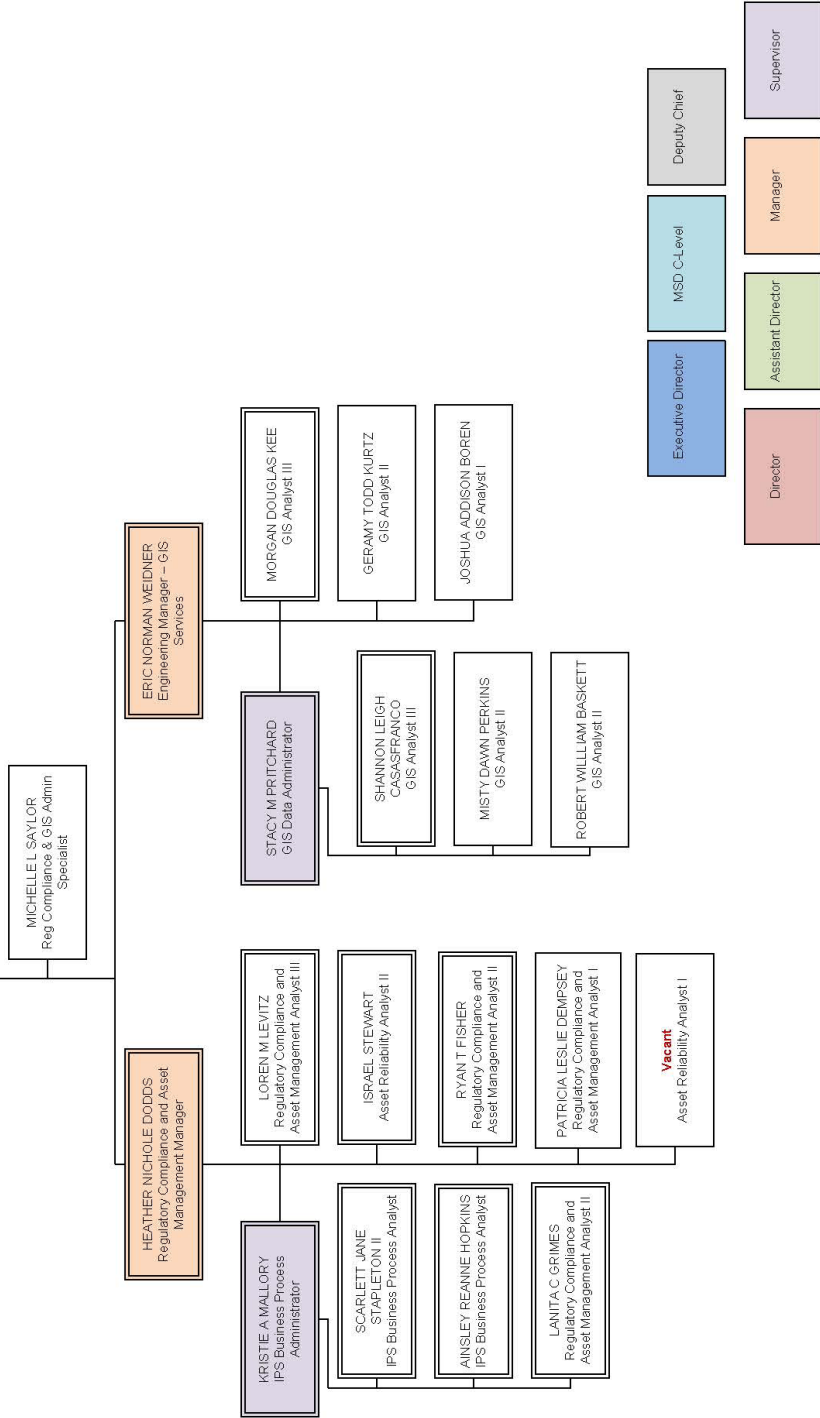 MICHELLE L SAYLOR
Reg Compliance & GIS Admin
Specialist
HEATHER NICHOLE DODDS
Regulatory Compliance and Asset
Management Manager
ERIC NORMAN WEIDNER
Engineering Manager – GIS
Services
KRISTIE A MALLORY
IPS Business Process
Administrator
SCARLETT JANE
STAPLETON II
IPS Business Process Analyst
AINSLEY REANNE HOPKINS
IPS Business Process Analyst
LANITA C GRIMES
Regulatory Compliance and
Asset Management Analyst II
LOREN M LEVITZ
Regulatory Compliance and
Asset Management Analyst III
ISRAEL STEWART
Asset Reliability Analyst II
RYAN T FISHER
Regulatory Compliance and
Asset Management Analyst II
PATRICIA LESLIE DEMPSEY
Regulatory Compliance and
Asset Management Analyst I
Vacant
Asset Reliability Analyst I
STACY M PRITCHARD
GIS Data Administrator
SHANNON LEIGH
CASASFRANCO
GIS Analyst III
MISTY DAWN PERKINS
GIS Analyst II
ROBERT WILLIAM BASKETT
GIS Analyst II
MORGAN DOUGLAS KEE
GIS Analyst III
GERAMY TODD KURTZ
GIS Analyst II
JOSHUA ADDISON BOREN
GIS Analyst I
Executive Director
MSD C-Level
Deputy Chief
Director
Assistant Director
Manager
Supervisor